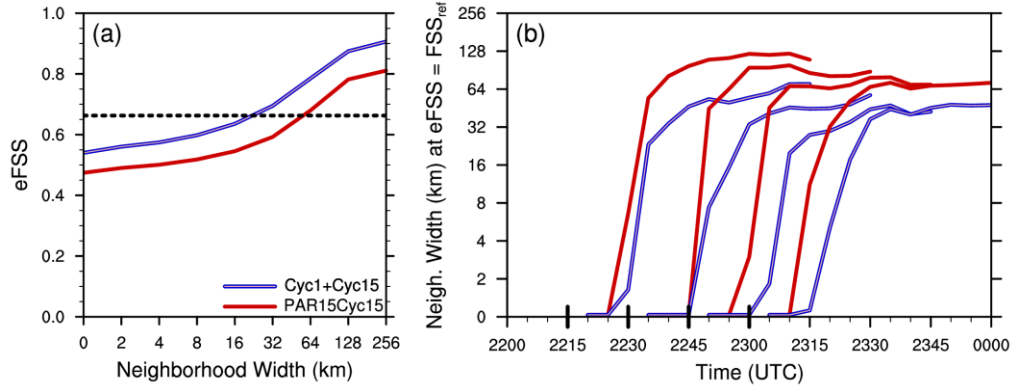 (a)
eFSS
1.0
0.8
0.6
0.4
0.2
0.0
Cyc1+Cyc15
PAR15Cyc15
0 2 4 8 16 32 64 128 256
Neighborhood Width (km)
(b)
Neigh. Width (km) at eFSS = FSSref
256
128
64
32
16
8
4
2
0
2200 2215 2230 2245 2300 2315 2330 2345 0000
Time (UTC)